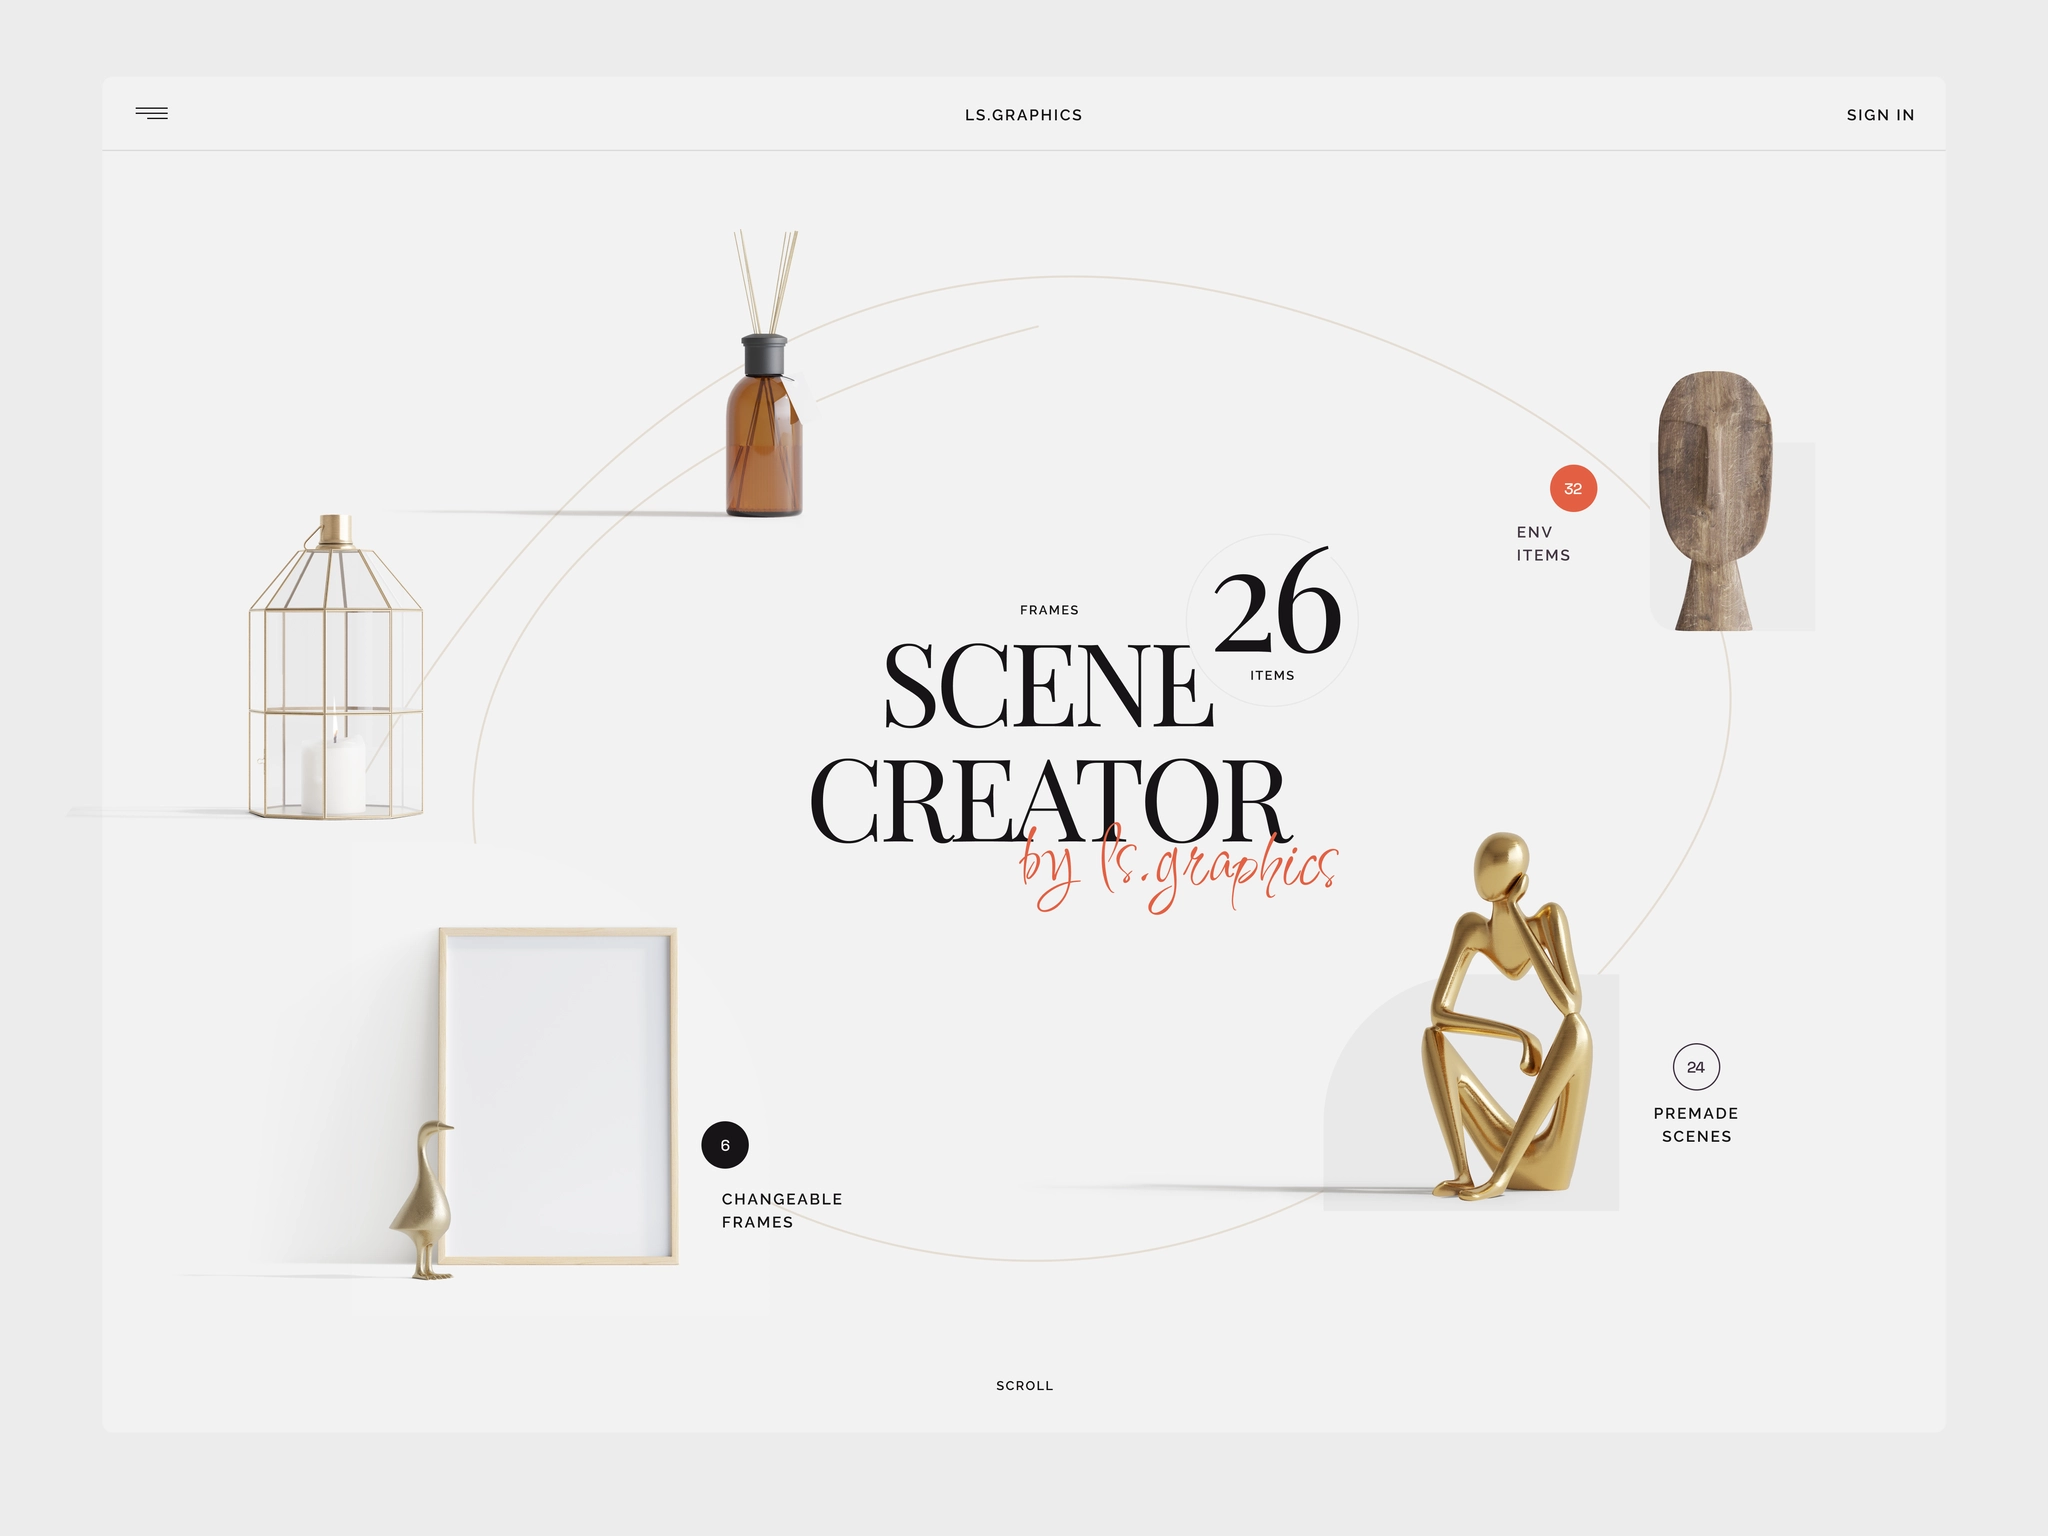 LS.GRAPHICS
SIGN IN
32
ENV
ITEMS
FRAMES
26
ITEMS
SCENE
CREATOR
by ls.graphics
24
PREMADE
SCENES
6
CHANGEABLE
FRAMES
SCROLL